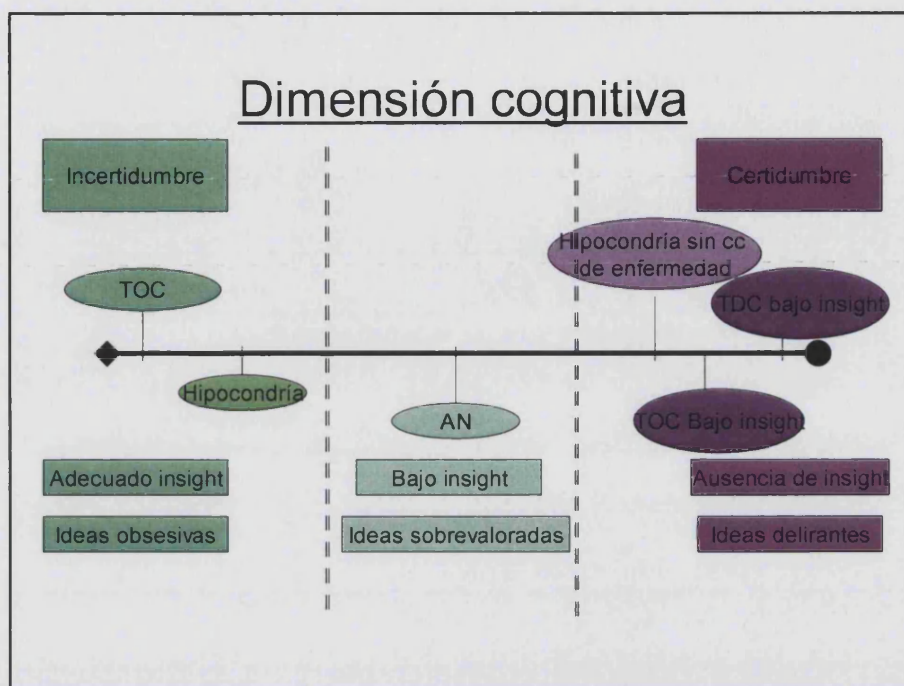 Dimensión cognitiva
Incertidumbre
Certidumbre
Hipocondría sin cc
de enfermedad
TOC
TDC bajo insight
Hipocondría
AN
TOC Bajo insight
Adecuado insight
Bajo insight
Ausencia de insight
Ideas obsesivas
Ideas sobrevaloradas
Ideas delirantes